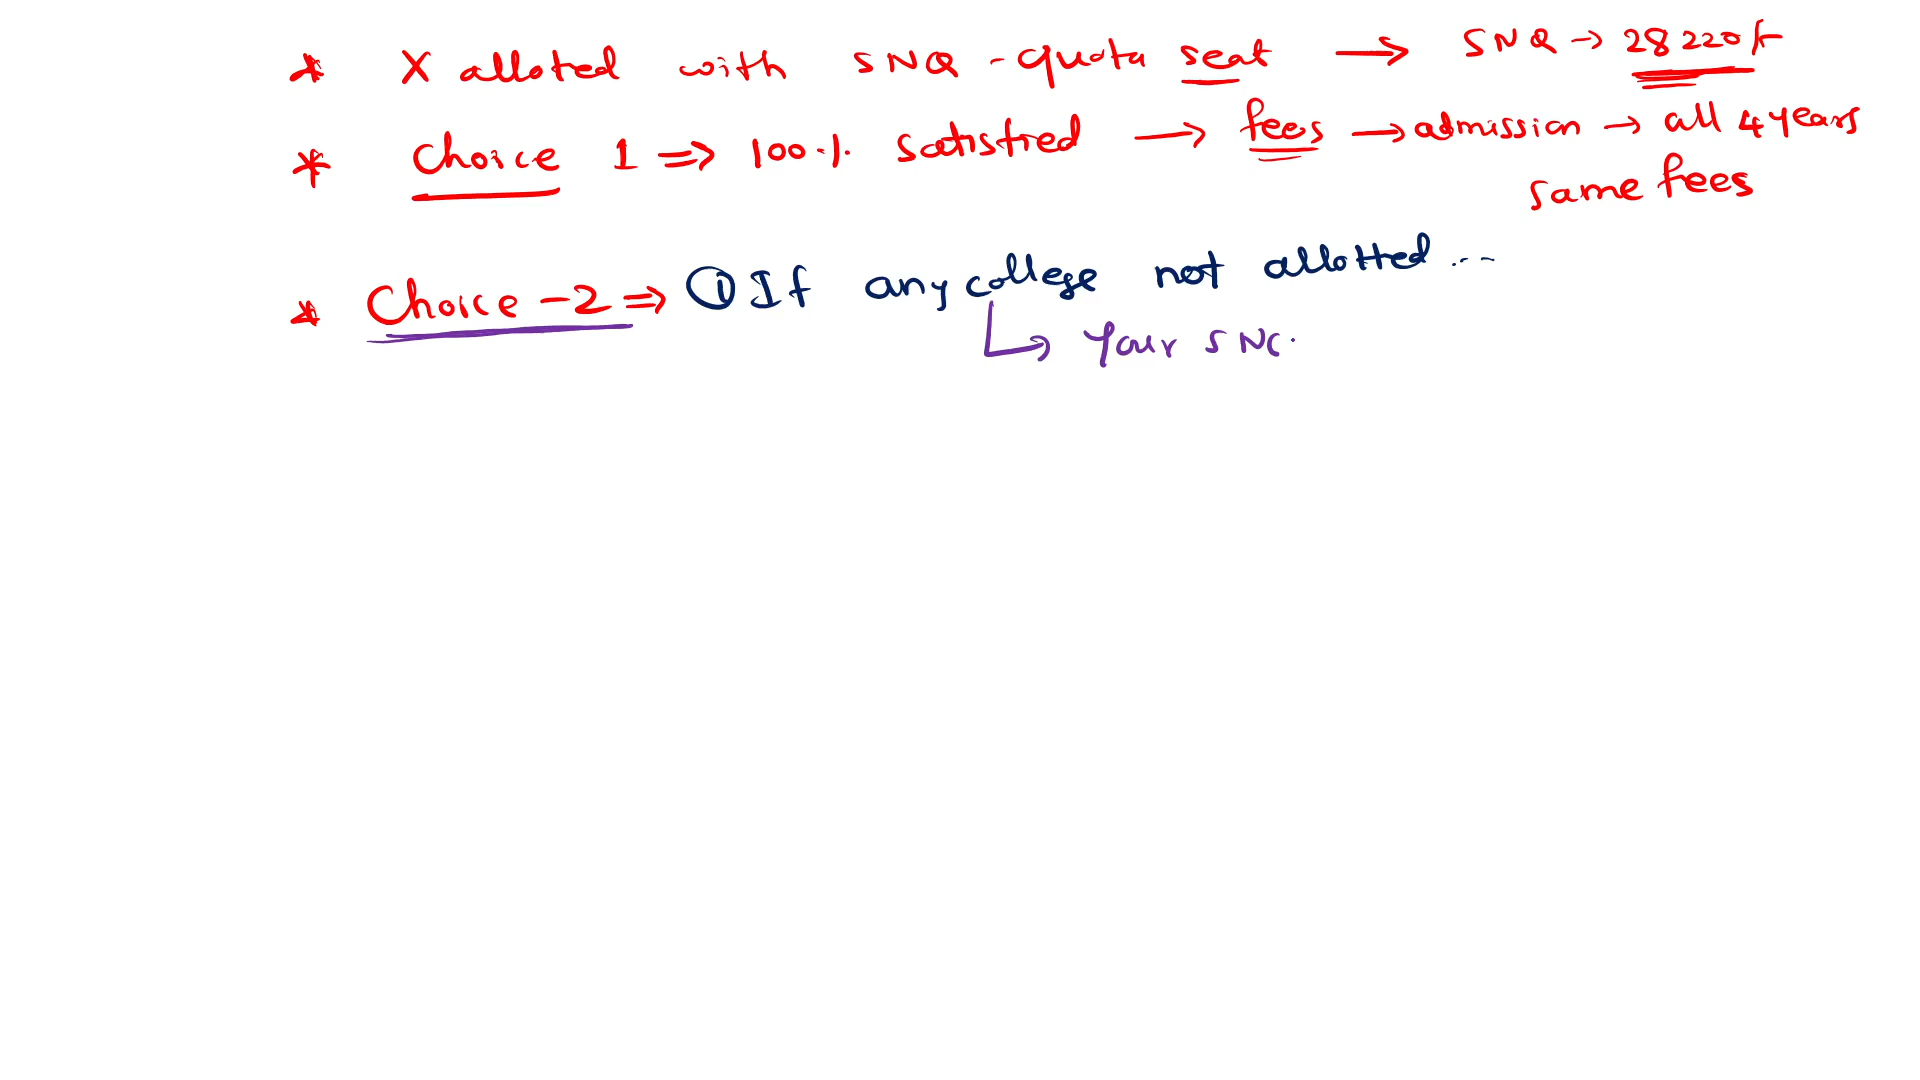 * X alloted with SNQ - quota seat → SNQ → 28220/-
* Choice 1 ⇒ 100% satisfied → fees → admission → all 4 years
same fees
* Choice - 2 ⇒ ① If any college not allotted ...
↳ Your SNC